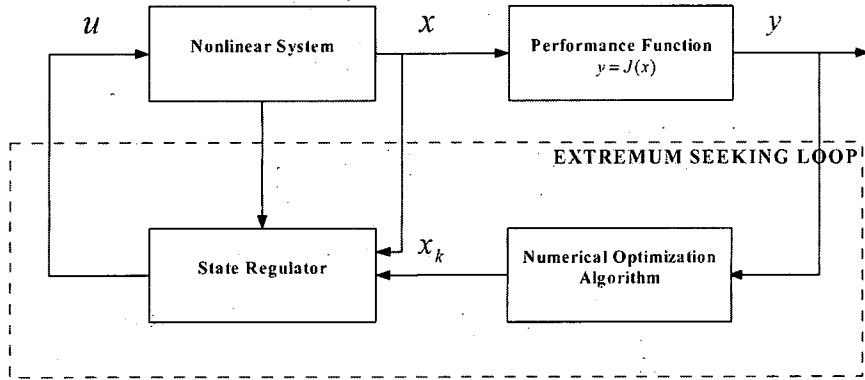 u
Nonlinear System
x
Performance Function
y = J(x)
y
EXTREMUM SEEKING LOOP
State Regulator
x_k
Numerical Optimization
Algorithm